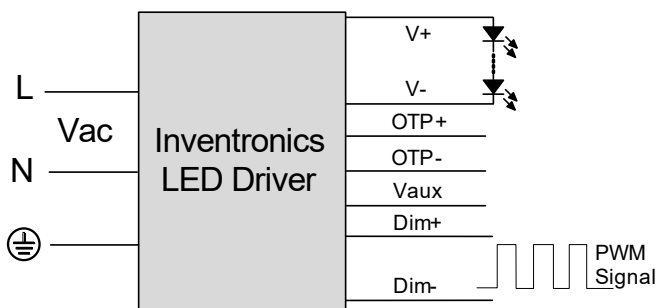 L
Vac
N
Inventronics
LED Driver
V+
V-
OTP+
OTP-
Vaux
Dim+
Dim-
PWM
Signal